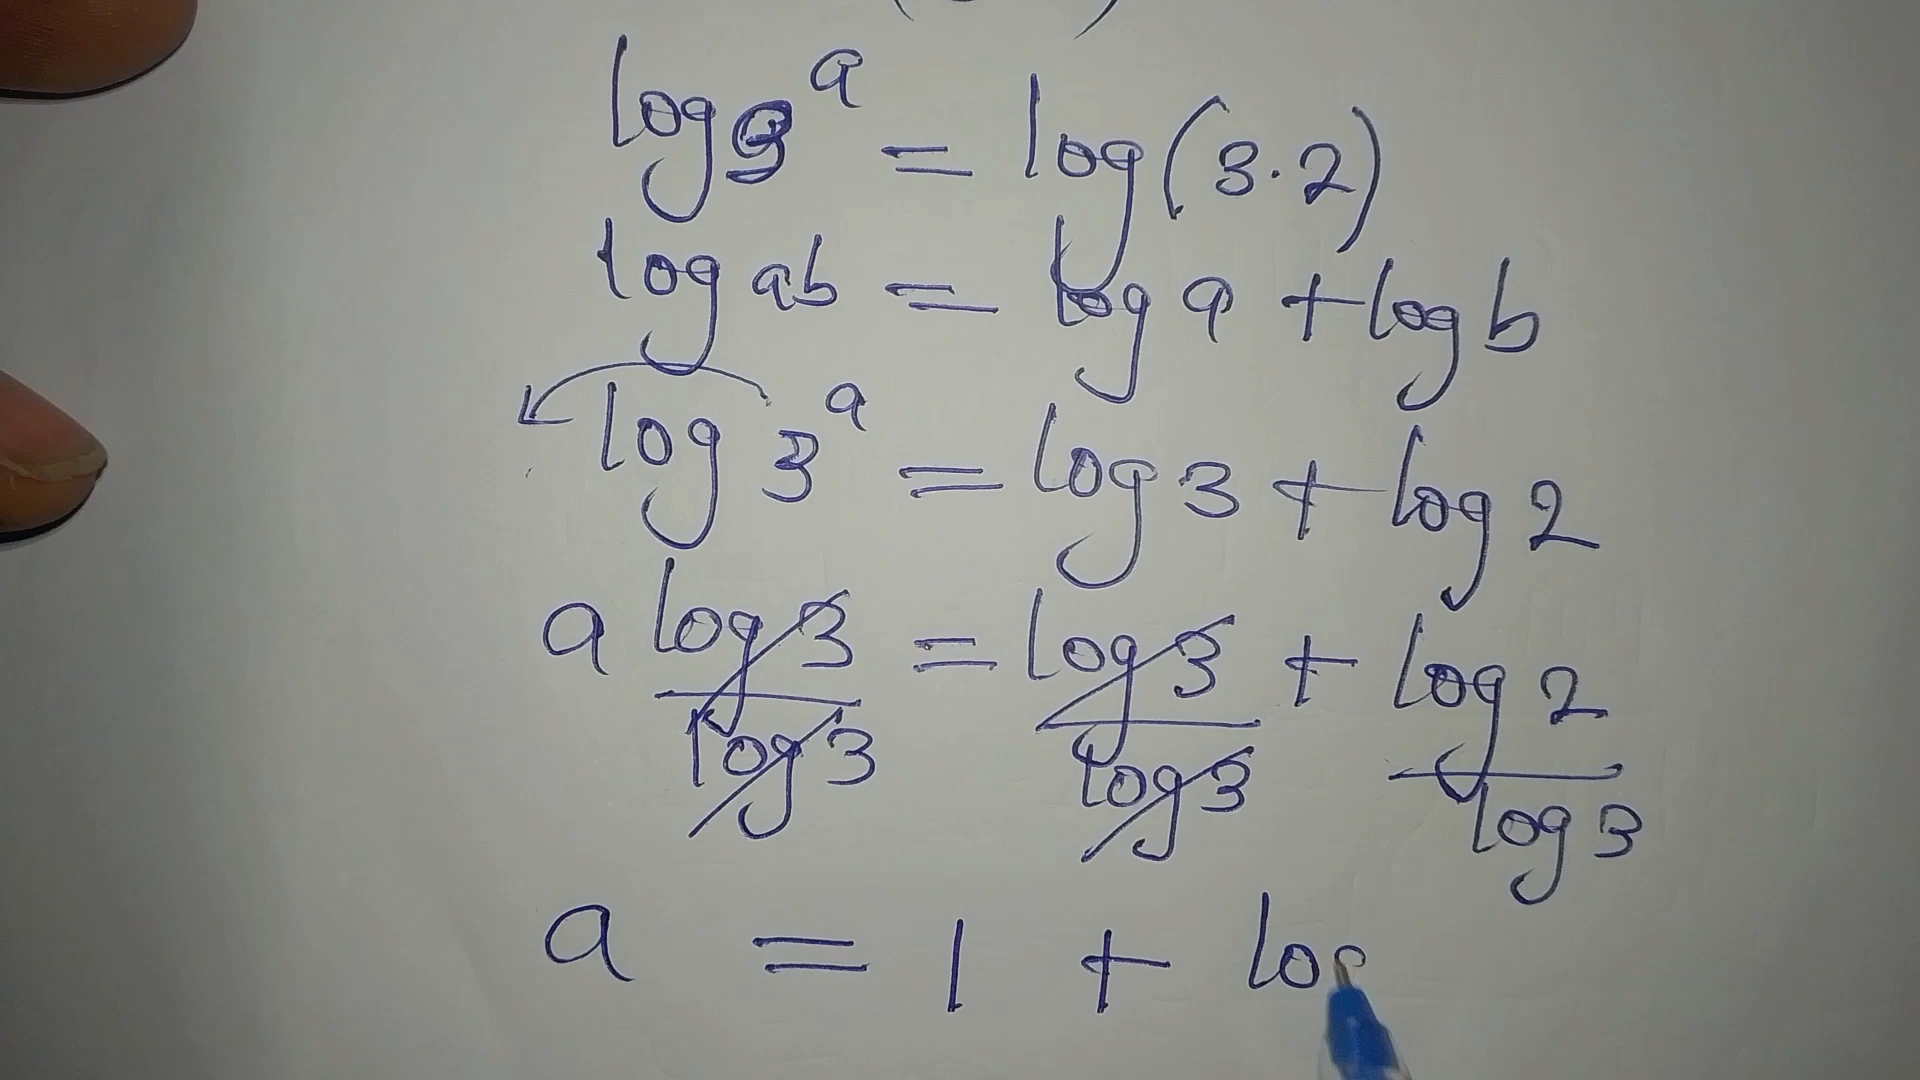 log 3^a = log(3.2)
log ab = log a + log b
log 3^a = log 3 + log 2
a log 3 / log 3 = log 3 / log 3 + log 2 / log 3
a = 1 + lo